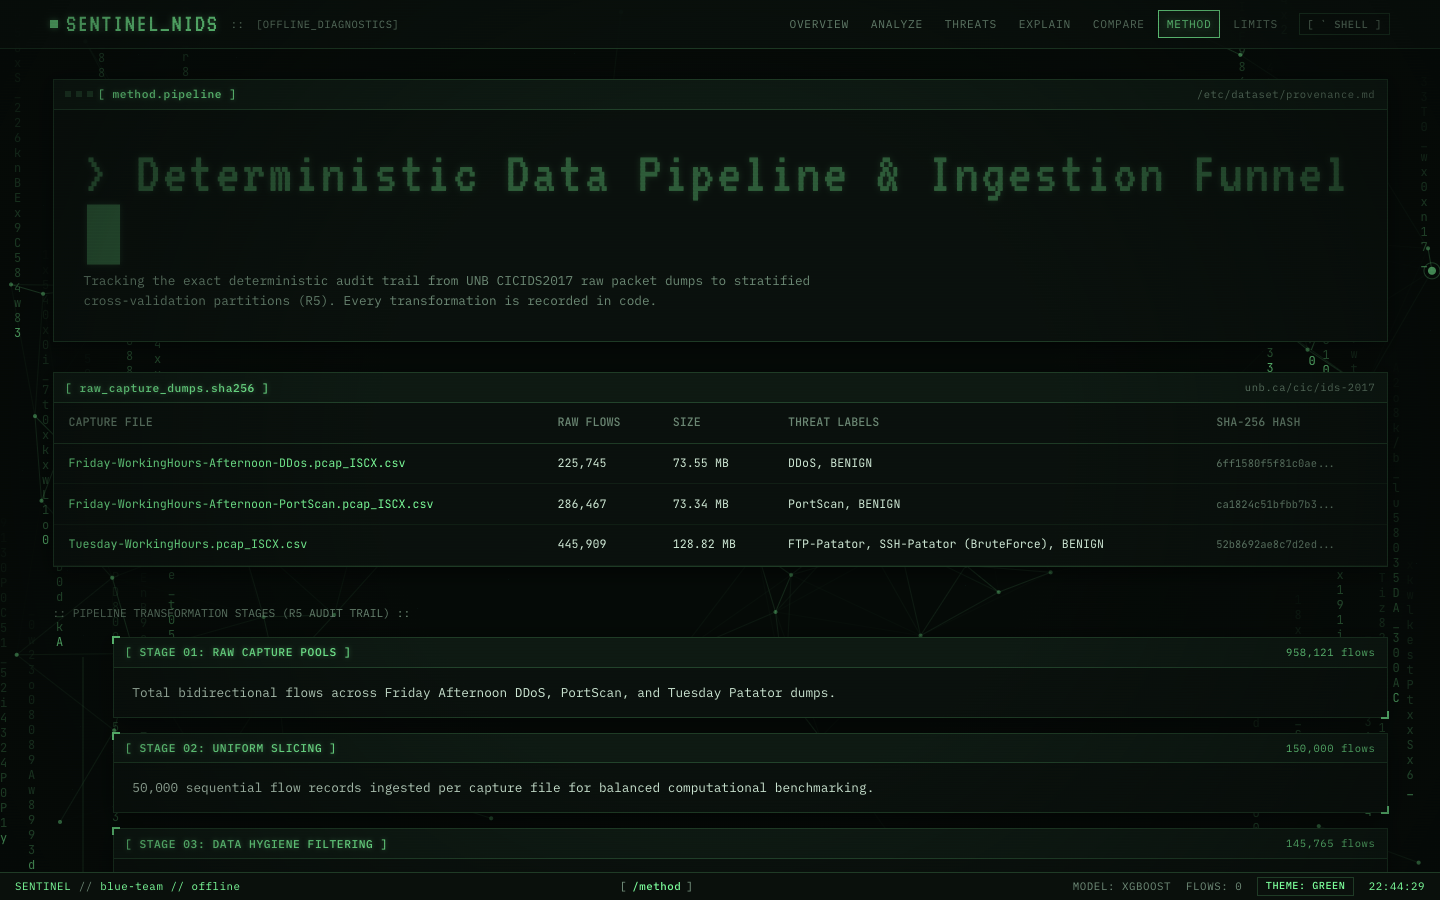 SENTINEL_NIDS :: [OFFLINE_DIAGNOSTICS] OVERVIEW ANALYZE THREATS EXPLAIN COMPARE METHOD LIMITS [ ` SHELL ]
[ method.pipeline ] /etc/dataset/provenance.md
> Deterministic Data Pipeline & Ingestion Funnel
Tracking the exact deterministic audit trail from UNB CICIDS2017 raw packet dumps to stratified
cross-validation partitions (R5). Every transformation is recorded in code.
[ raw_capture_dumps.sha256 ] unb.ca/cic/ids-2017
CAPTURE FILE RAW FLOWS SIZE THREAT LABELS SHA-256 HASH
Friday-WorkingHours-Afternoon-DDos.pcap_ISCX.csv 225,745 73.55 MB DDoS, BENIGN 6ff1580f5f81c0ae...
Friday-WorkingHours-Afternoon-PortScan.pcap_ISCX.csv 286,467 73.34 MB PortScan, BENIGN ca1824c51bfbb7b3...
Tuesday-WorkingHours.pcap_ISCX.csv 445,909 128.82 MB FTP-Patator, SSH-Patator (BruteForce), BENIGN 52b8692ae8c7d2ed...
:: PIPELINE TRANSFORMATION STAGES (R5 AUDIT TRAIL) ::
[ STAGE 01: RAW CAPTURE POOLS ] 958,121 flows
Total bidirectional flows across Friday Afternoon DDoS, PortScan, and Tuesday Patator dumps.
[ STAGE 02: UNIFORM SLICING ] 150,000 flows
50,000 sequential flow records ingested per capture file for balanced computational benchmarking.
[ STAGE 03: DATA HYGIENE FILTERING ] 145,765 flows
SENTINEL // blue-team // offline [ /method ] MODEL: XGBOOST FLOWS: 0 THEME: GREEN 22:44:29